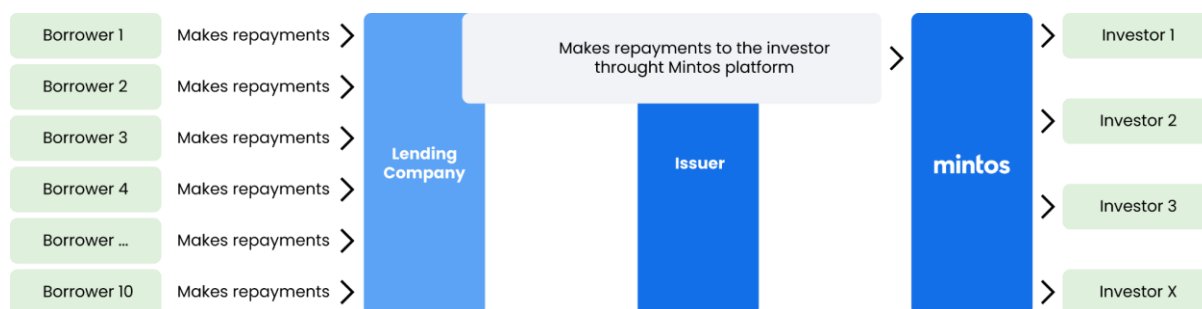 Borrower 1 Makes repayments
Makes repayments to the investor
throught Mintos platform
Investor 1
Borrower 2 Makes repayments
Investor 2
Borrower 3 Makes repayments
Lending
Company
Issuer
mintos
Borrower 4 Makes repayments
Investor 3
Borrower ... Makes repayments
Borrower 10 Makes repayments
Investor X